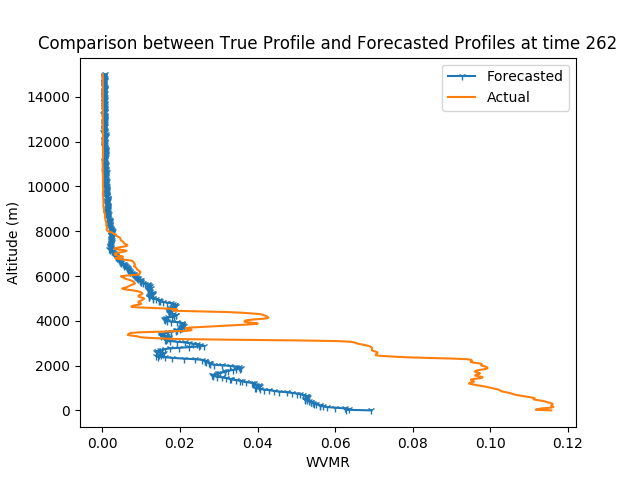 Comparison between True Profile and Forecasted Profiles at time 262
Forecasted
Actual
14000
12000
10000
8000
6000
4000
2000
0
Altitude (m)
0.00 0.02 0.04 0.06 0.08 0.10 0.12
WVMR